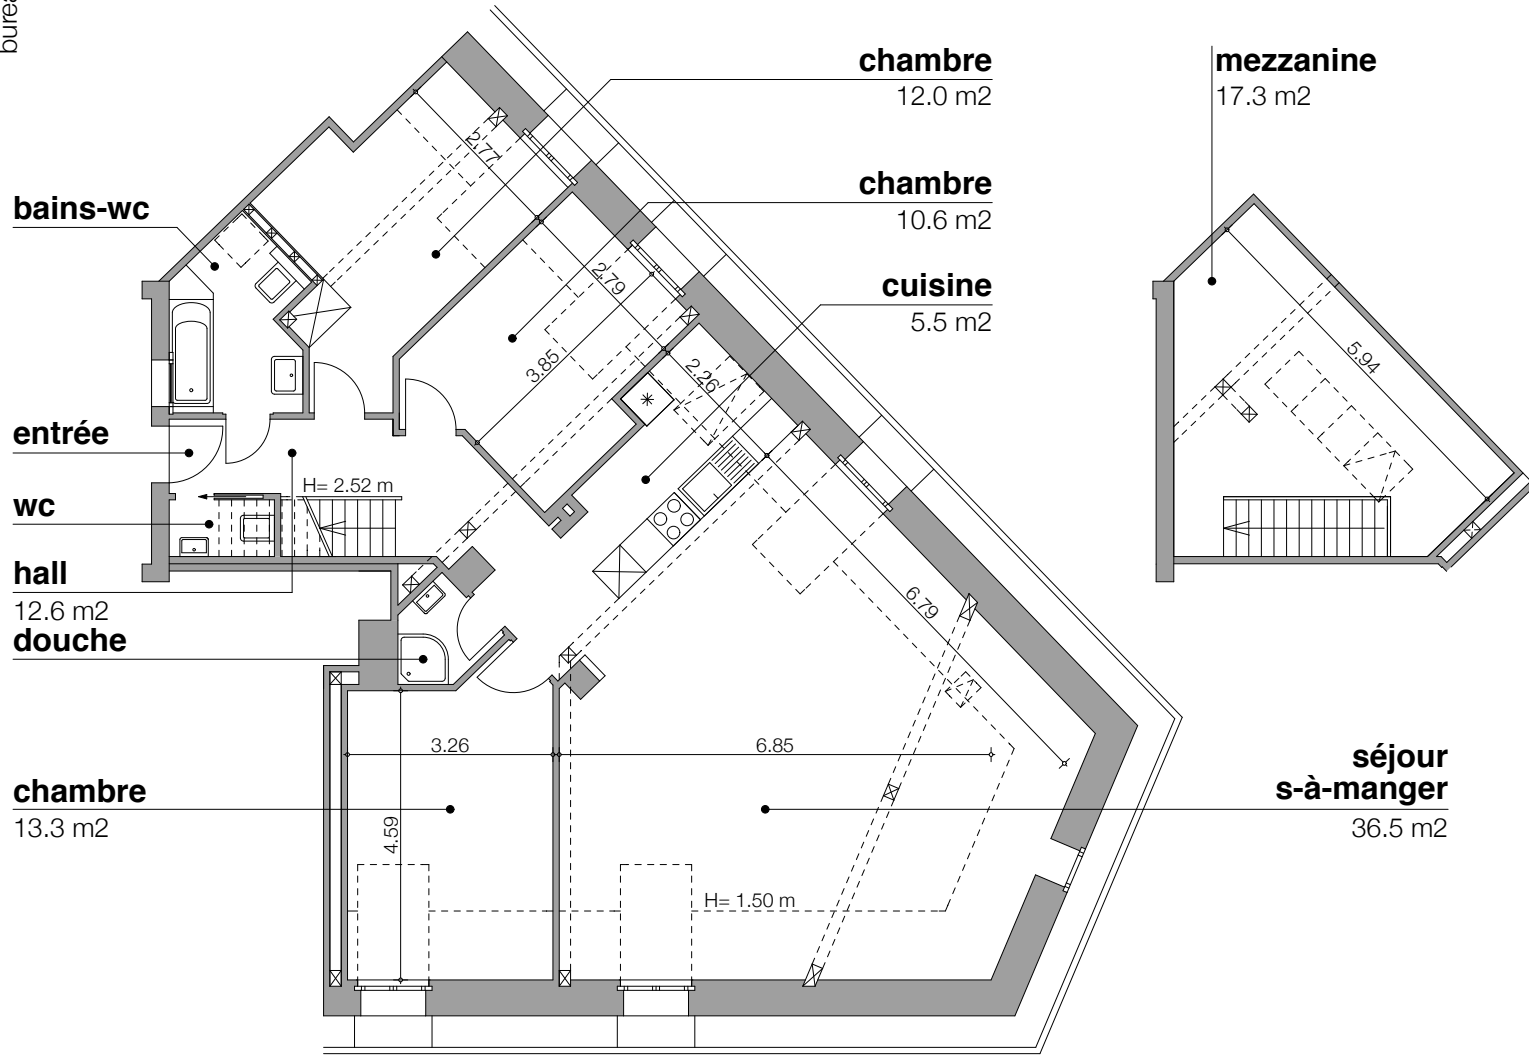 chambre
12.0 m2
mezzanine
17.3 m2
chambre
10.6 m2
bains-wc
cuisine
5.5 m2
entrée
wc
hall
12.6 m2
douche
chambre
13.3 m2
séjour
s-à-manger
36.5 m2
2.77
2.79
3.85
2.26
5.94
H= 2.52 m
6.79
3.26
6.85
4.59
H= 1.50 m